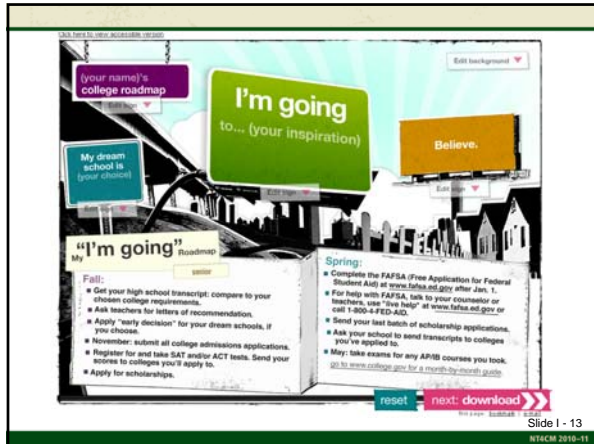 Click here to view accessible version
Edit background
(your name)'s
college roadmap
Edit sign
I'm going
to... (your inspiration)
Believe.
My dream
school is
(your choice)
Edit sign
Edit sign
Edit sign
My "I'm going" Roadmap
senior
Fall:
Get your high school transcript: compare to your
chosen college requirements.
Ask teachers for letters of recommendation.
Apply "early decision" for your dream schools, if
you choose.
November: submit all college admissions applications.
Register for and take SAT and/or ACT tests. Send your
scores to colleges you'll apply to.
Apply for scholarships.
Spring:
Complete the FAFSA (Free Application for Federal
Student Aid) at www.fafsa.ed.gov after Jan. 1.
For help with FAFSA, talk to your counselor or
teachers, use "live help" at www.fafsa.ed.gov or
call 1-800-4-FED-AID.
Send your last batch of scholarship applications.
Ask your school to send transcripts to colleges
you've applied to.
May: take exams for any AP/IB courses you took.
go to www.college.gov for a month-by-month guide.
reset
next: download
this page: bookmark | email
Slide I - 13
NT4CM 2010–11